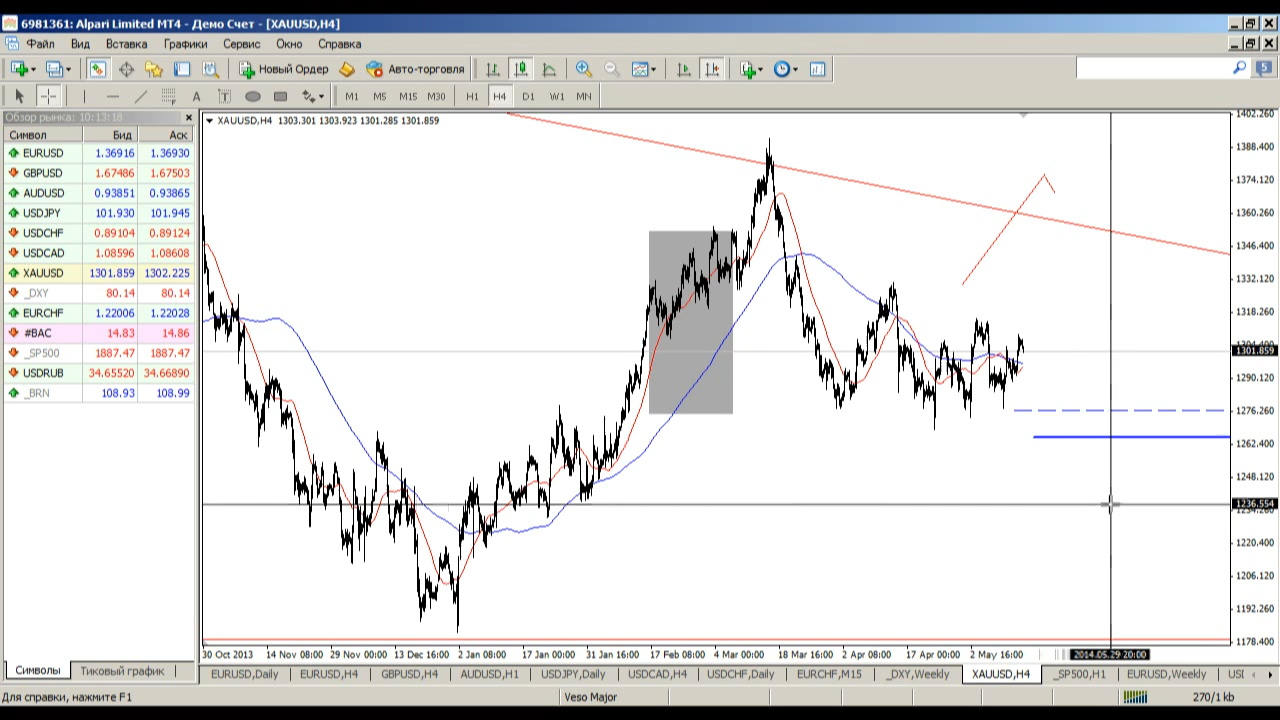 6981361: Alpari Limited MT4 - Демо Счет - [XAUUSD,H4]
Файл Вид Вставка Графики Сервис Окно Справка
Новый Ордер Авто-торговля 5
A T M1 M5 M15 M30 H1 H4 D1 W1 MN
Обзор рынка: 10:13:18
Символ Бид Аск
EURUSD 1.36916 1.36930
GBPUSD 1.67486 1.67503
AUDUSD 0.93851 0.93865
USDJPY 101.930 101.945
USDCHF 0.89104 0.89124
USDCAD 1.08596 1.08608
XAUUSD 1301.859 1302.225
_DXY 80.14 80.14
EURCHF 1.22006 1.22028
#BAC 14.83 14.86
_SP500 1887.47 1887.47
USDRUB 34.65520 34.66890
_BRN 108.93 108.99
Символы Тиковый график
XAUUSD,H4 1303.301 1303.923 1301.285 1301.859
1402.260
1388.400
1374.120
1360.260
1346.400
1332.120
1318.260
1304.400
1301.859
1290.120
1276.260
1262.400
1248.120
1236.554
1234.260
1220.400
1206.120
1192.260
1178.400
30 Oct 2013 14 Nov 08:00 29 Nov 00:00 13 Dec 16:00 2 Jan 08:00 17 Jan 00:00 31 Jan 16:00 17 Feb 08:00 4 Mar 00:00 18 Mar 16:00 2 Apr 08:00 17 Apr 00:00 2 May 16:00 2014.05.29 20:00
EURUSD,Daily EURUSD,H4 GBPUSD,H4 AUDUSD,H1 USDJPY,Daily USDCAD,H4 USDCHF,Daily EURCHF,M15 _DXY,Weekly XAUUSD,H4 _SP500,H1 EURUSD,Weekly USI
Для справки, нажмите F1 Veso Major 270/1 kb